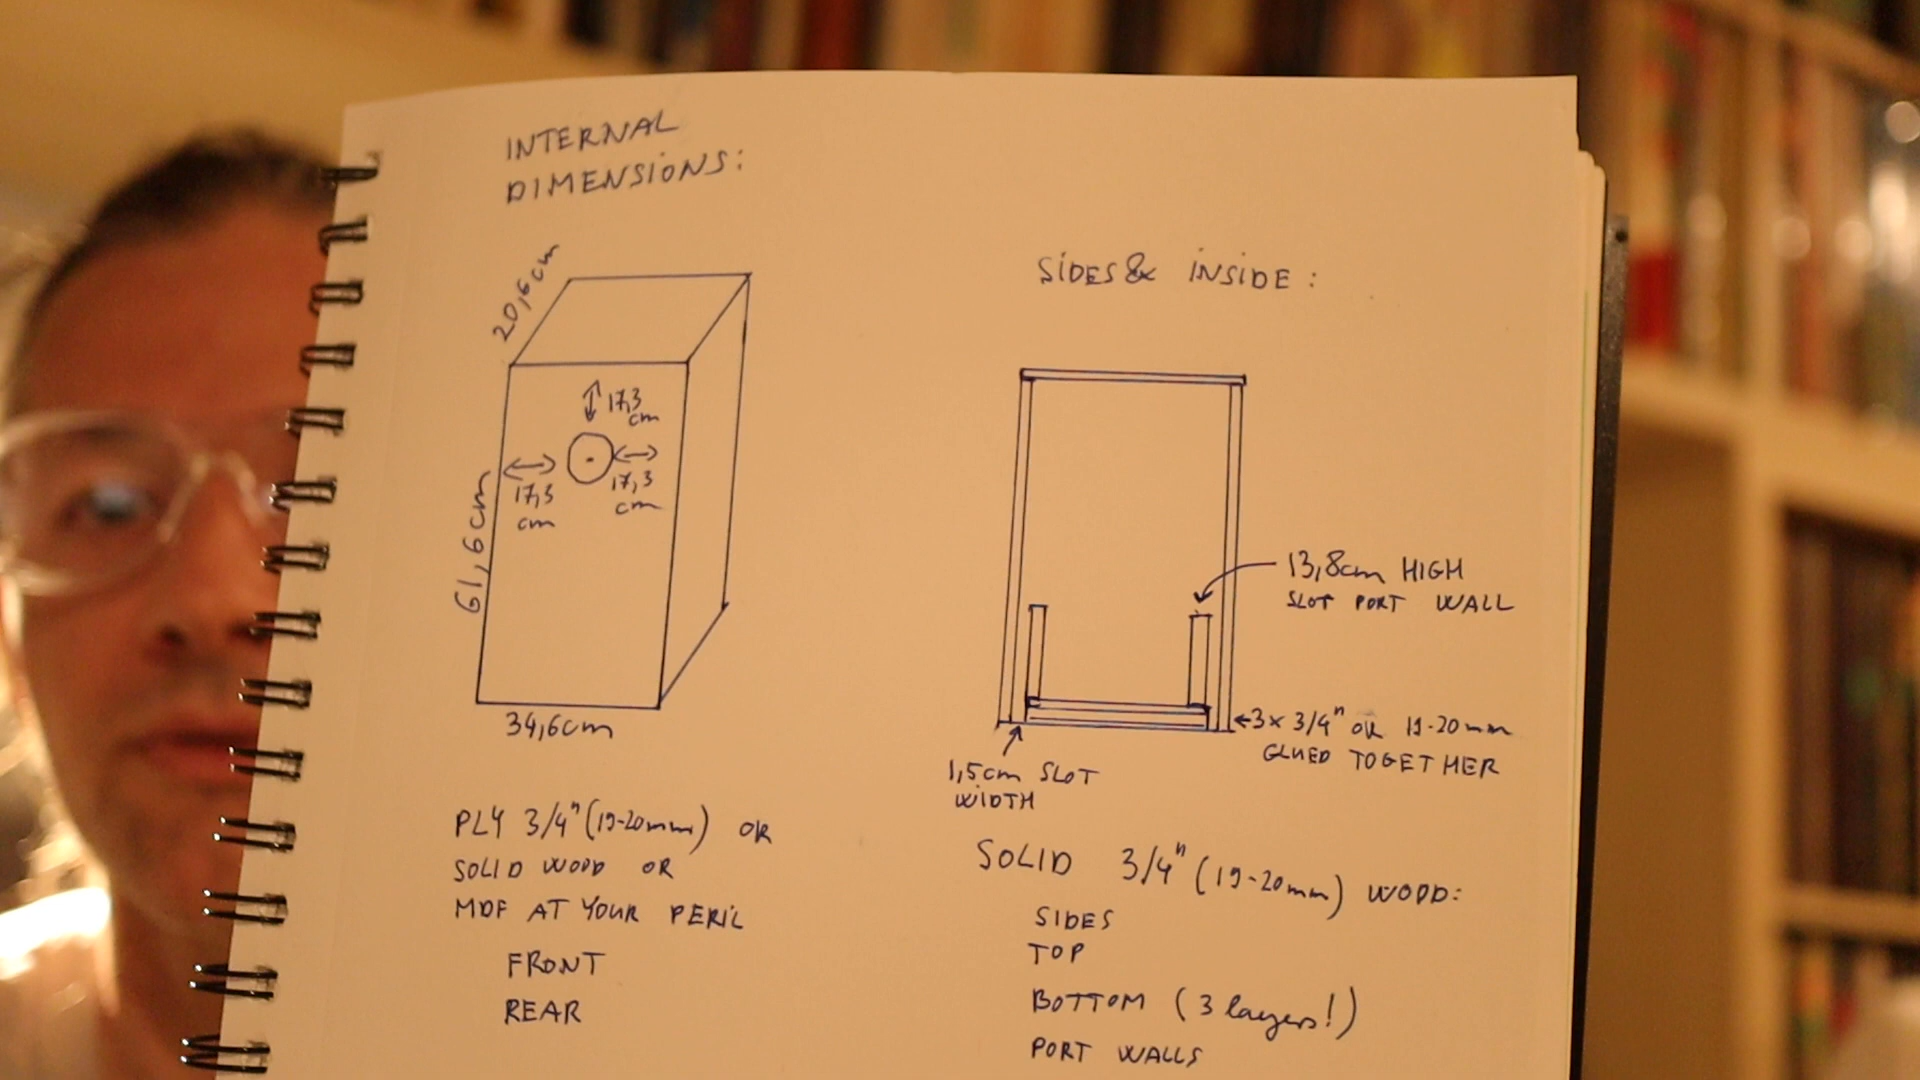 INTERNAL
DIMENSIONS:
20,6cm
17,3
cm
17,3
cm
17,3
cm
61,6cm
34,6cm
PLY 3/4" (19-20mm) OR
SOLID WOOD OR
MDF AT YOUR PERIL
FRONT
REAR
SIDES & INSIDE:
13,8cm HIGH
SLOT PORT WALL
←3x 3/4" OR 19-20mm
GLUED TOGETHER
1,5cm SLOT
WIDTH
SOLID 3/4" (19-20mm) WOOD:
SIDES
TOP
BOTTOM (3 layers!)
PORT WALLS